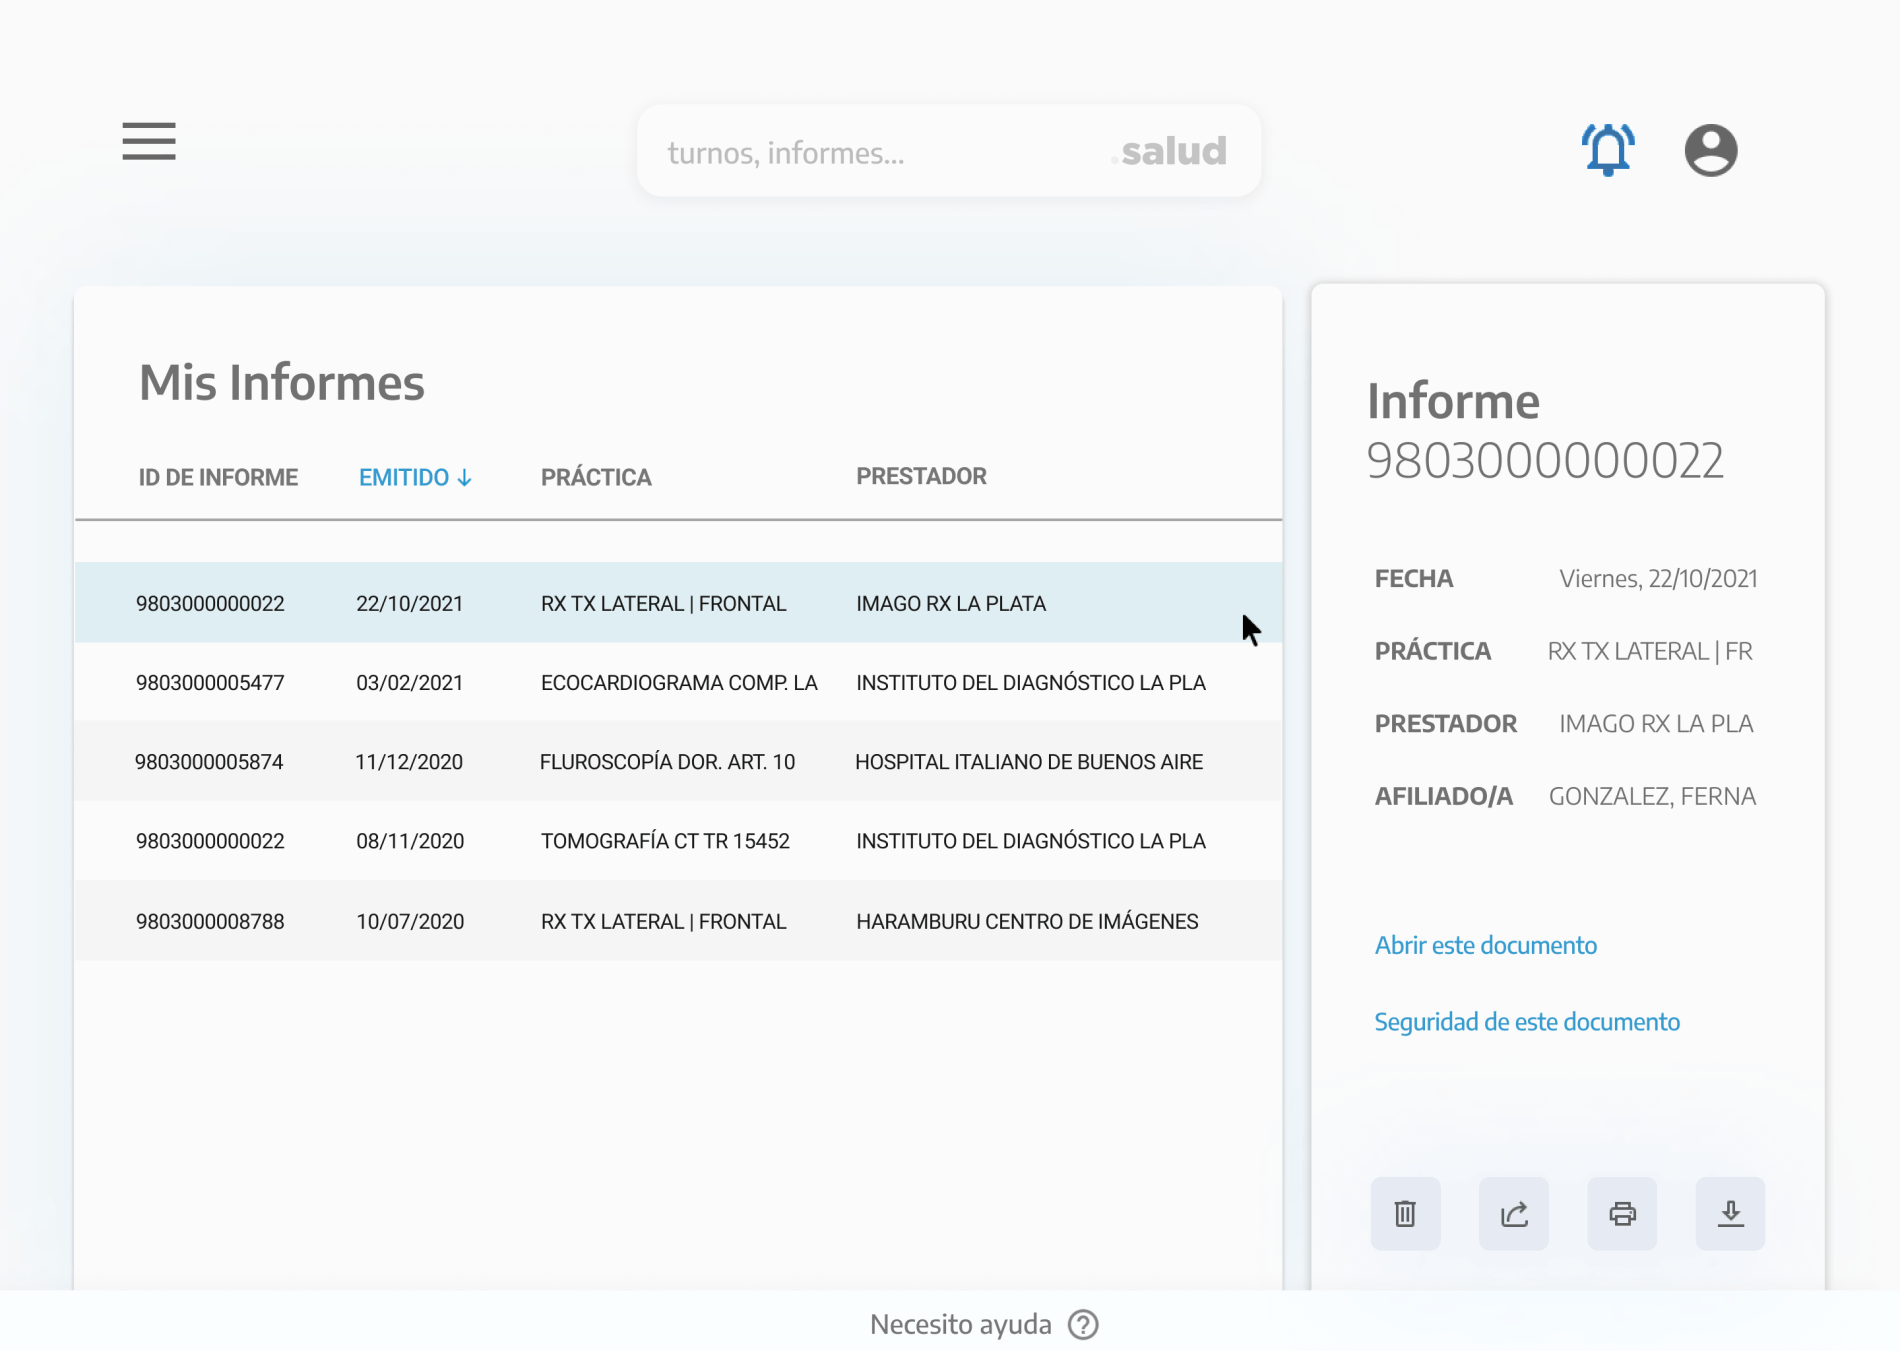 turnos, informes... .salud
Mis Informes
ID DE INFORME EMITIDO ↓ PRÁCTICA PRESTADOR
9803000000022 22/10/2021 RX TX LATERAL | FRONTAL IMAGO RX LA PLATA
9803000005477 03/02/2021 ECOCARDIOGRAMA COMP. LA INSTITUTO DEL DIAGNÓSTICO LA PLA
9803000005874 11/12/2020 FLUROSCOPÍA DOR. ART. 10 HOSPITAL ITALIANO DE BUENOS AIRE
9803000000022 08/11/2020 TOMOGRAFÍA CT TR 15452 INSTITUTO DEL DIAGNÓSTICO LA PLA
9803000008788 10/07/2020 RX TX LATERAL | FRONTAL HARAMBURU CENTRO DE IMÁGENES
Informe
9803000000022
FECHA Viernes, 22/10/2021
PRÁCTICA RX TX LATERAL | FR
PRESTADOR IMAGO RX LA PLA
AFILIADO/A GONZALEZ, FERNA
Abrir este documento
Seguridad de este documento
Necesito ayuda ?